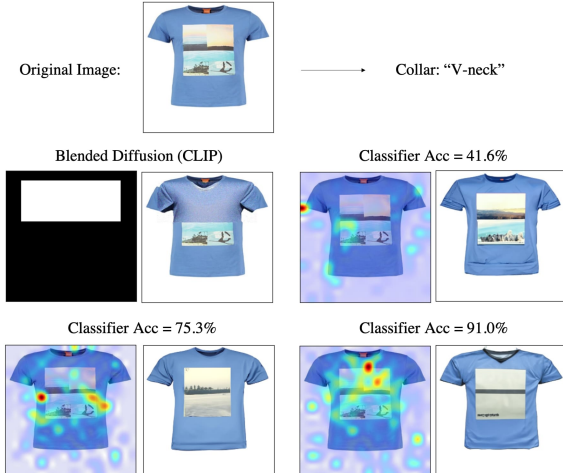 Original Image:
Collar: “V-neck”
Blended Diffusion (CLIP)
Classifier Acc = 41.6%
Classifier Acc = 75.3%
Classifier Acc = 91.0%